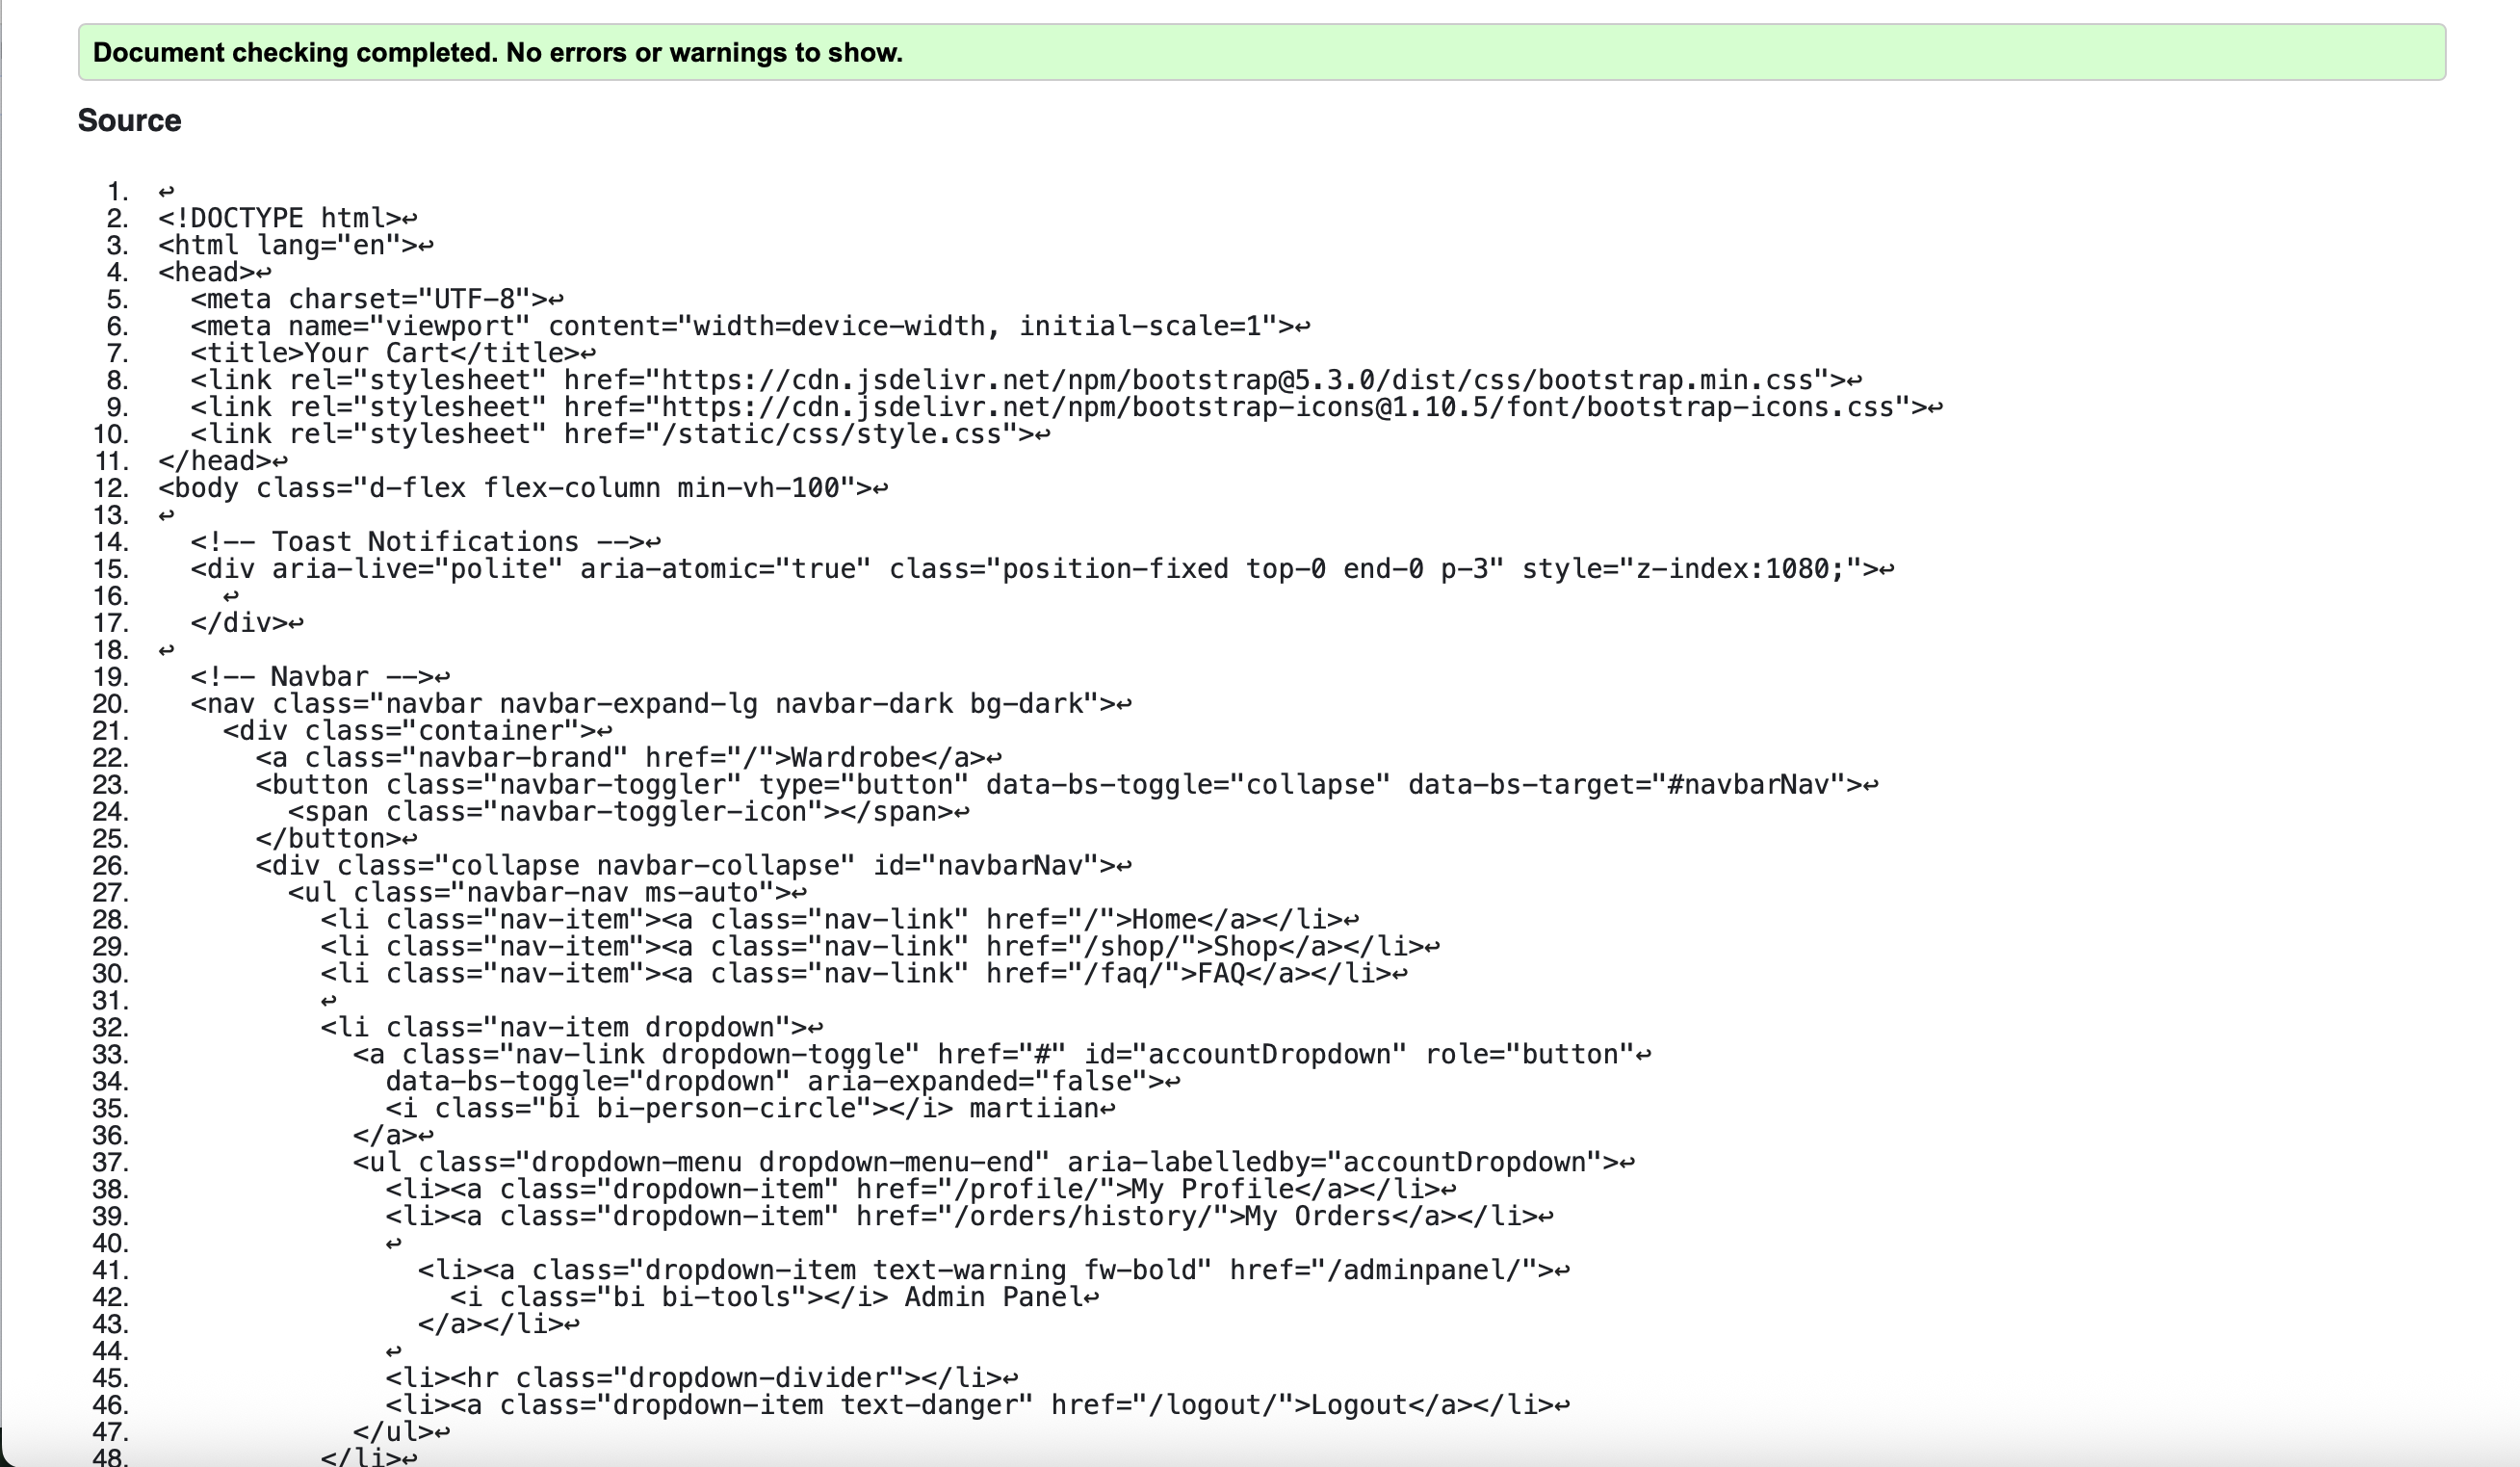 Document checking completed. No errors or warnings to show.
Source
1. ↩
2. <!DOCTYPE html>↩
3. <html lang="en">↩
4. <head>↩
5.   <meta charset="UTF-8">↩
6.   <meta name="viewport" content="width=device-width, initial-scale=1">↩
7.   <title>Your Cart</title>↩
8.   <link rel="stylesheet" href="https://cdn.jsdelivr.net/npm/bootstrap@5.3.0/dist/css/bootstrap.min.css">↩
9.   <link rel="stylesheet" href="https://cdn.jsdelivr.net/npm/bootstrap-icons@1.10.5/font/bootstrap-icons.css">↩
10.   <link rel="stylesheet" href="/static/css/style.css">↩
11. </head>↩
12. <body class="d-flex flex-column min-vh-100">↩
13. ↩
14.   <!-- Toast Notifications -->↩
15.   <div aria-live="polite" aria-atomic="true" class="position-fixed top-0 end-0 p-3" style="z-index:1080;">↩
16.     ↩
17.   </div>↩
18. ↩
19.   <!-- Navbar -->↩
20.   <nav class="navbar navbar-expand-lg navbar-dark bg-dark">↩
21.     <div class="container">↩
22.       <a class="navbar-brand" href="/">Wardrobe</a>↩
23.       <button class="navbar-toggler" type="button" data-bs-toggle="collapse" data-bs-target="#navbarNav">↩
24.         <span class="navbar-toggler-icon"></span>↩
25.       </button>↩
26.       <div class="collapse navbar-collapse" id="navbarNav">↩
27.         <ul class="navbar-nav ms-auto">↩
28.           <li class="nav-item"><a class="nav-link" href="/">Home</a></li>↩
29.           <li class="nav-item"><a class="nav-link" href="/shop/">Shop</a></li>↩
30.           <li class="nav-item"><a class="nav-link" href="/faq/">FAQ</a></li>↩
31.           ↩
32.           <li class="nav-item dropdown">↩
33.             <a class="nav-link dropdown-toggle" href="#" id="accountDropdown" role="button"↩
34.               data-bs-toggle="dropdown" aria-expanded="false">↩
35.               <i class="bi bi-person-circle"></i> martiian↩
36.             </a>↩
37.             <ul class="dropdown-menu dropdown-menu-end" aria-labelledby="accountDropdown">↩
38.               <li><a class="dropdown-item" href="/profile/">My Profile</a></li>↩
39.               <li><a class="dropdown-item" href="/orders/history/">My Orders</a></li>↩
40.               ↩
41.                 <li><a class="dropdown-item text-warning fw-bold" href="/adminpanel/">↩
42.                   <i class="bi bi-tools"></i> Admin Panel↩
43.                 </a></li>↩
44.               ↩
45.               <li><hr class="dropdown-divider"></li>↩
46.               <li><a class="dropdown-item text-danger" href="/logout/">Logout</a></li>↩
47.             </ul>↩
48.           </li>↩